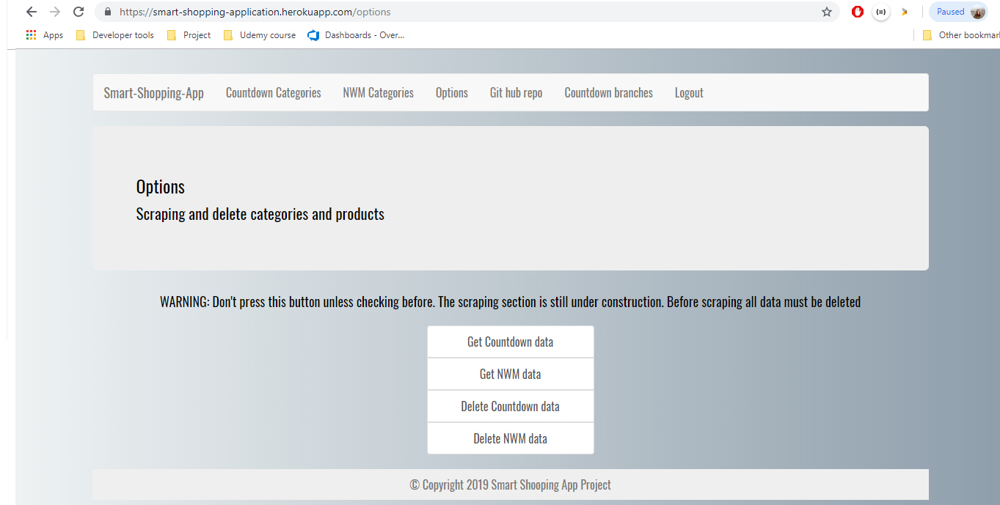 https://smart-shopping-application.herokuapp.com/options
Paused
Apps
Developer tools
Project
Udemy course
Dashboards - Over...
Other bookmar
Smart-Shopping-App
Countdown Categories
NWM Categories
Options
Git hub repo
Countdown branches
Logout
Options
Scraping and delete categories and products
WARNING: Don't press this button unless checking before. The scraping section is still under construction. Before scraping all data must be deleted
Get Countdown data
Get NWM data
Delete Countdown data
Delete NWM data
© Copyright 2019 Smart Shooping App Project